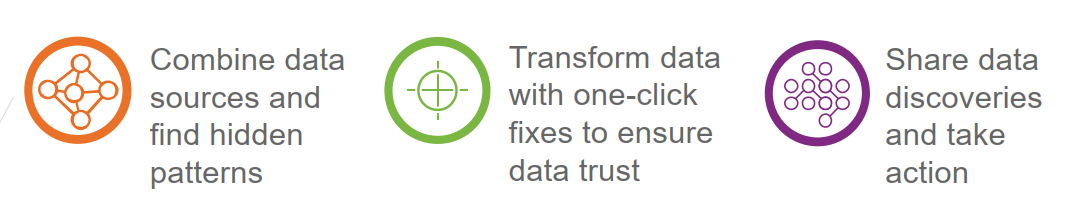 Combine data
sources and
find hidden
patterns
Transform data
with one-click
fixes to ensure
data trust
Share data
discoveries
and take
action